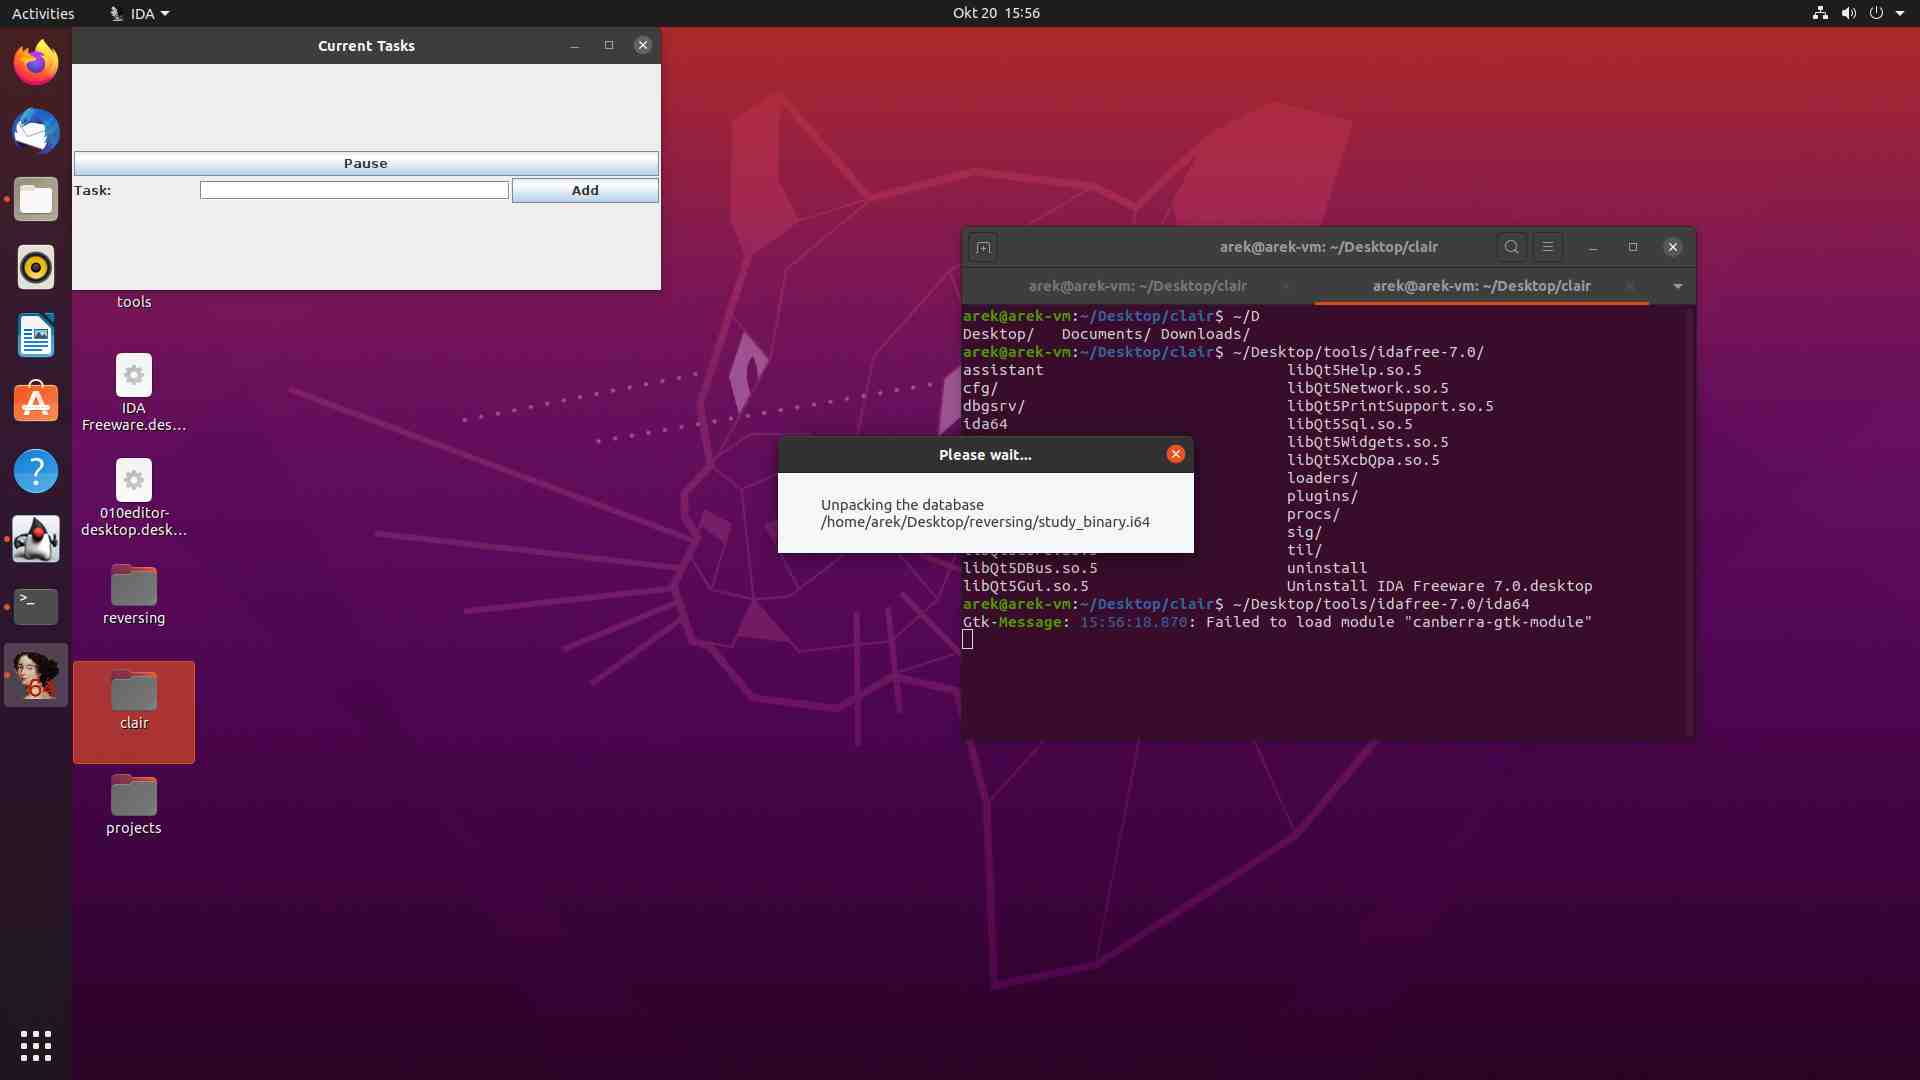 Activities
IDA
Okt 20 15:56
Current Tasks
Pause
Task:
Add
tools
IDA
Freeware.des...
010editor-
desktop.desk...
reversing
clair
projects
arek@arek-vm: ~/Desktop/clair
arek@arek-vm: ~/Desktop/clair
arek@arek-vm: ~/Desktop/clair
arek@arek-vm:~/Desktop/clair$ ~/D
Desktop/ Documents/ Downloads/
arek@arek-vm:~/Desktop/clair$ ~/Desktop/tools/idafree-7.0/
assistant libQt5Help.so.5
cfg/ libQt5Network.so.5
dbgsrv/ libQt5PrintSupport.so.5
ida64 libQt5Sql.so.5
libQt5Widgets.so.5
libQt5XcbQpa.so.5
loaders/
plugins/
procs/
sig/
til/
libQt5DBus.so.5 uninstall
libQt5Gui.so.5 Uninstall IDA Freeware 7.0.desktop
arek@arek-vm:~/Desktop/clair$ ~/Desktop/tools/idafree-7.0/ida64
Gtk-Message: 15:56:18.870: Failed to load module "canberra-gtk-module"
Please wait...
Unpacking the database
/home/arek/Desktop/reversing/study_binary.i64
64